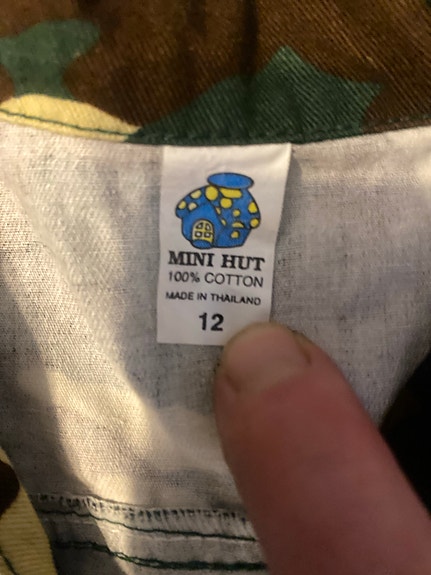 MINI HUT
100% COTTON
MADE IN THAILAND
12